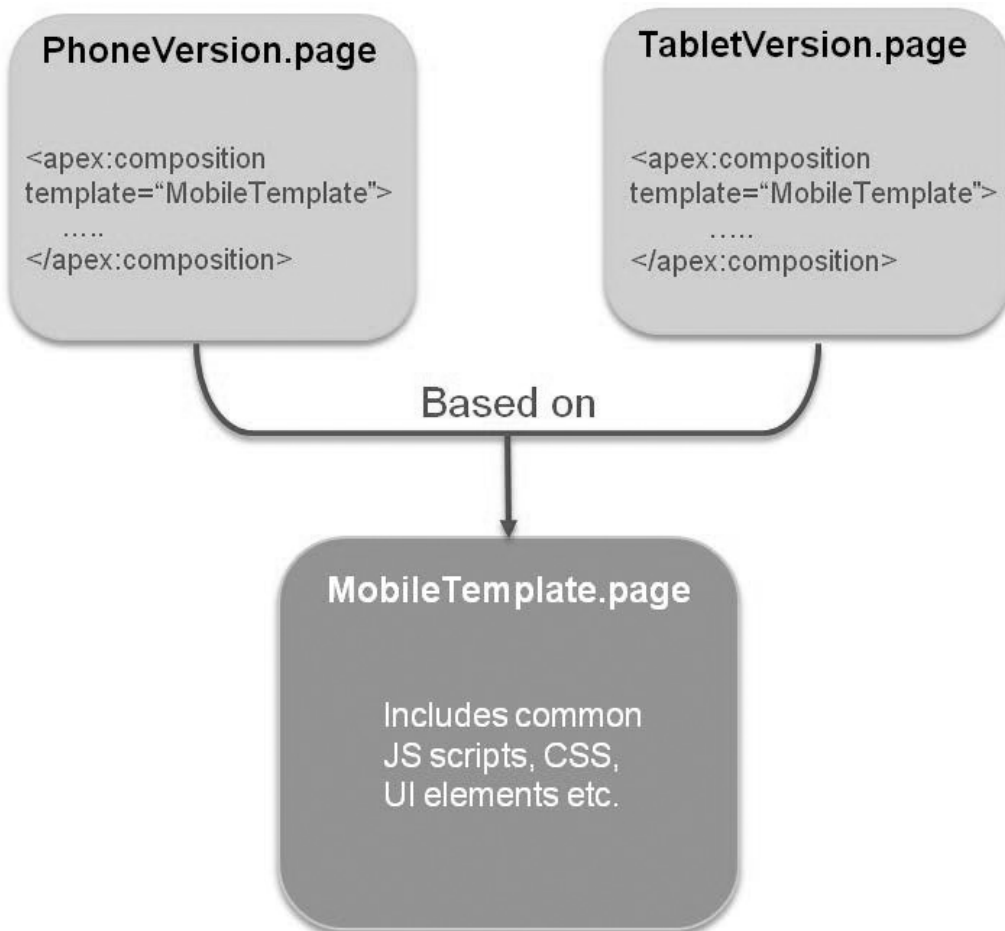 PhoneVersion.page
<apex:composition
template=“MobileTemplate">
.....
</apex:composition>
TabletVersion.page
<apex:composition
template=“MobileTemplate">
.....
</apex:composition>
Based on
MobileTemplate.page
Includes common
JS scripts, CSS,
UI elements etc.